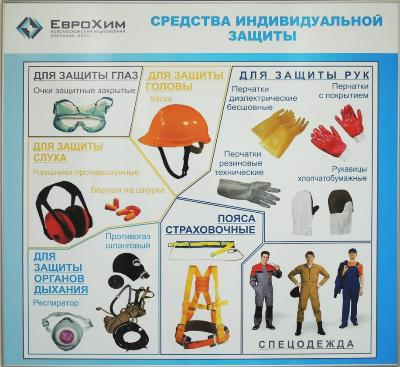 ЕвроХим
НОВОМОСКОВСКАЯ АКЦИОНЕРНАЯ
КОМПАНИЯ «АЗОТ»
СРЕДСТВА ИНДИВИДУАЛЬНОЙ
ЗАЩИТЫ
ДЛЯ ЗАЩИТЫ ГЛАЗ
Очки защитные закрытые
ДЛЯ ЗАЩИТЫ
ГОЛОВЫ
Каска
ДЛЯ ЗАЩИТЫ РУК
Перчатки
диэлектрические
бесшовные
Перчатки
с покрытием
Перчатки
резиновые
технические
Рукавицы
хлопчатобумажные
ДЛЯ ЗАЩИТЫ
СЛУХА
Наушники противошумные
Беруши на шнурке
ПОЯСА
СТРАХОВОЧНЫЕ
Противогаз
шланговый
ДЛЯ
ЗАЩИТЫ
ОРГАНОВ
ДЫХАНИЯ
Респиратор
СПЕЦОДЕЖДА